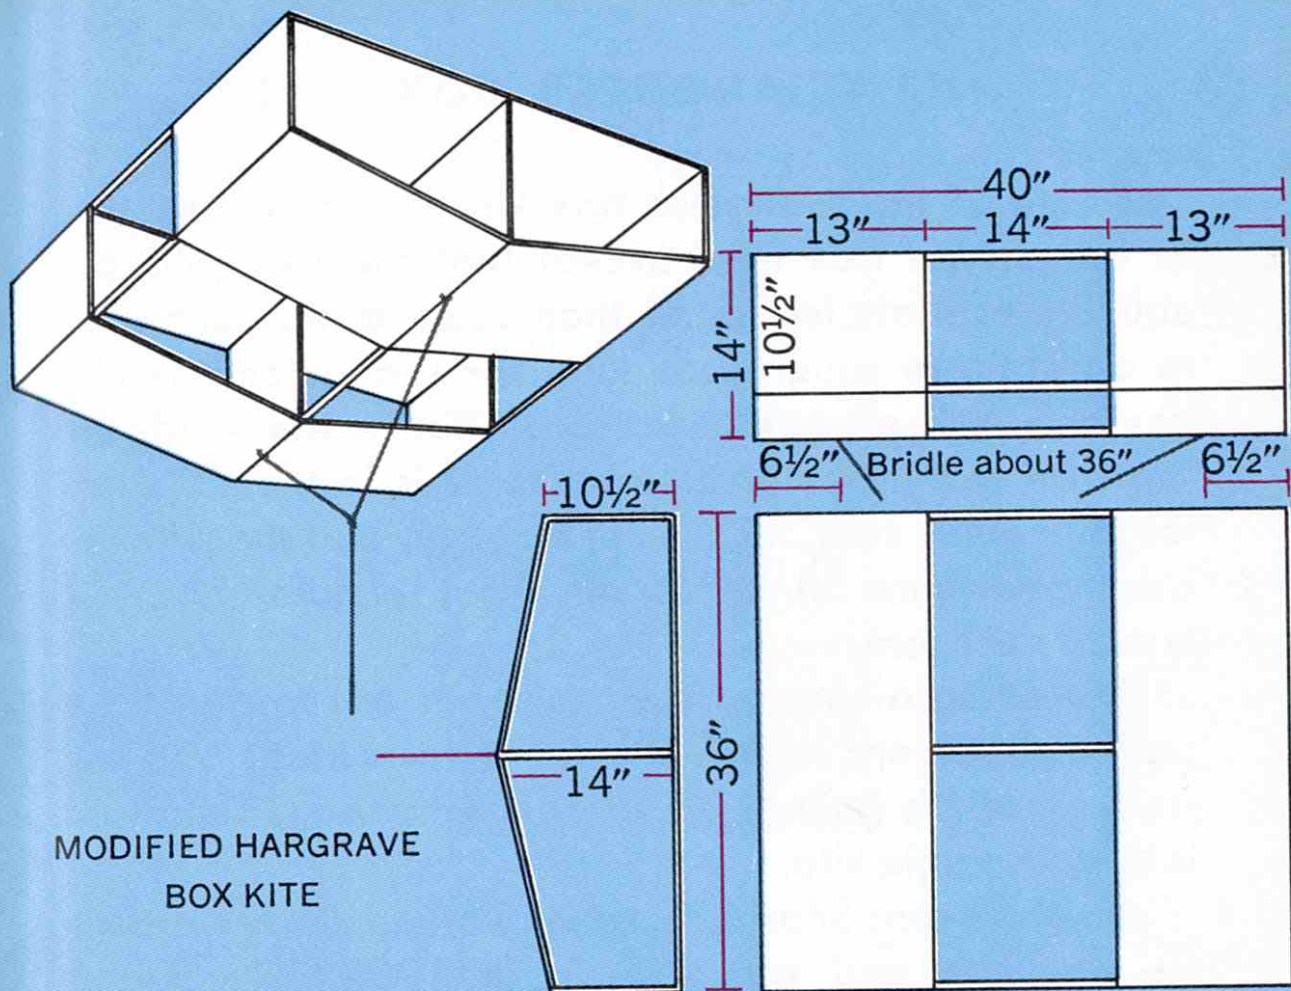 40″
13″ 14″ 13″
14″
10½″
6½″ Bridle about 36″ 6½″
10½″
14″
36″
MODIFIED HARGRAVE
BOX KITE